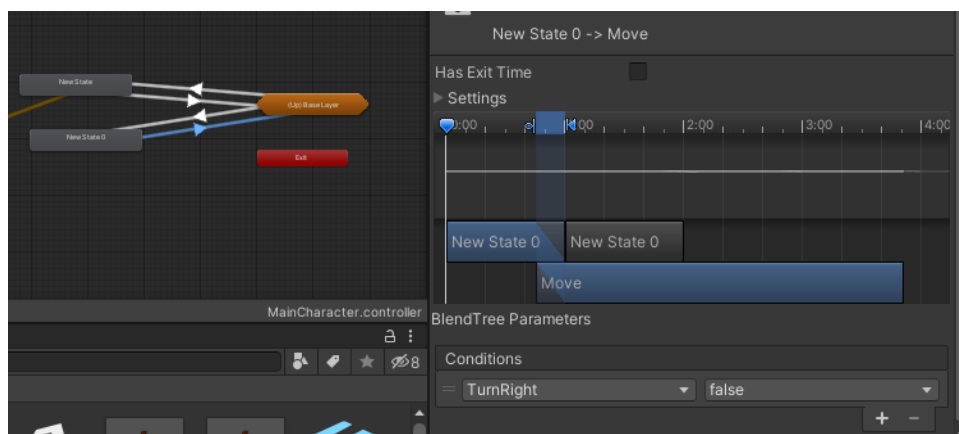 New State
(Up) Base Layer
New State 0
Exit
MainCharacter.controller
8
New State 0 -> Move
Has Exit Time
Settings
0:00
1:00
2:00
3:00
4:00
New State 0
New State 0
Move
BlendTree Parameters
Conditions
TurnRight
false